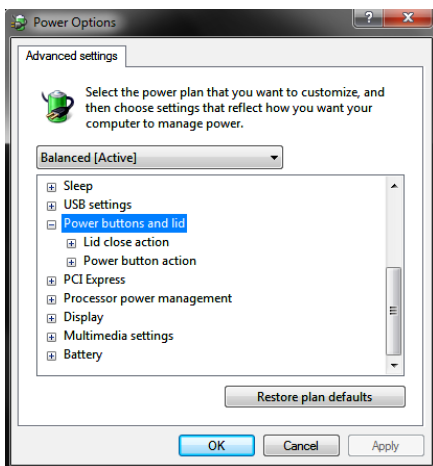 Power Options
Advanced settings
Select the power plan that you want to customize, and
then choose settings that reflect how you want your
computer to manage power.
Balanced [Active]
Sleep
USB settings
Power buttons and lid
Lid close action
Power button action
PCI Express
Processor power management
Display
Multimedia settings
Battery
Restore plan defaults
OK Cancel Apply